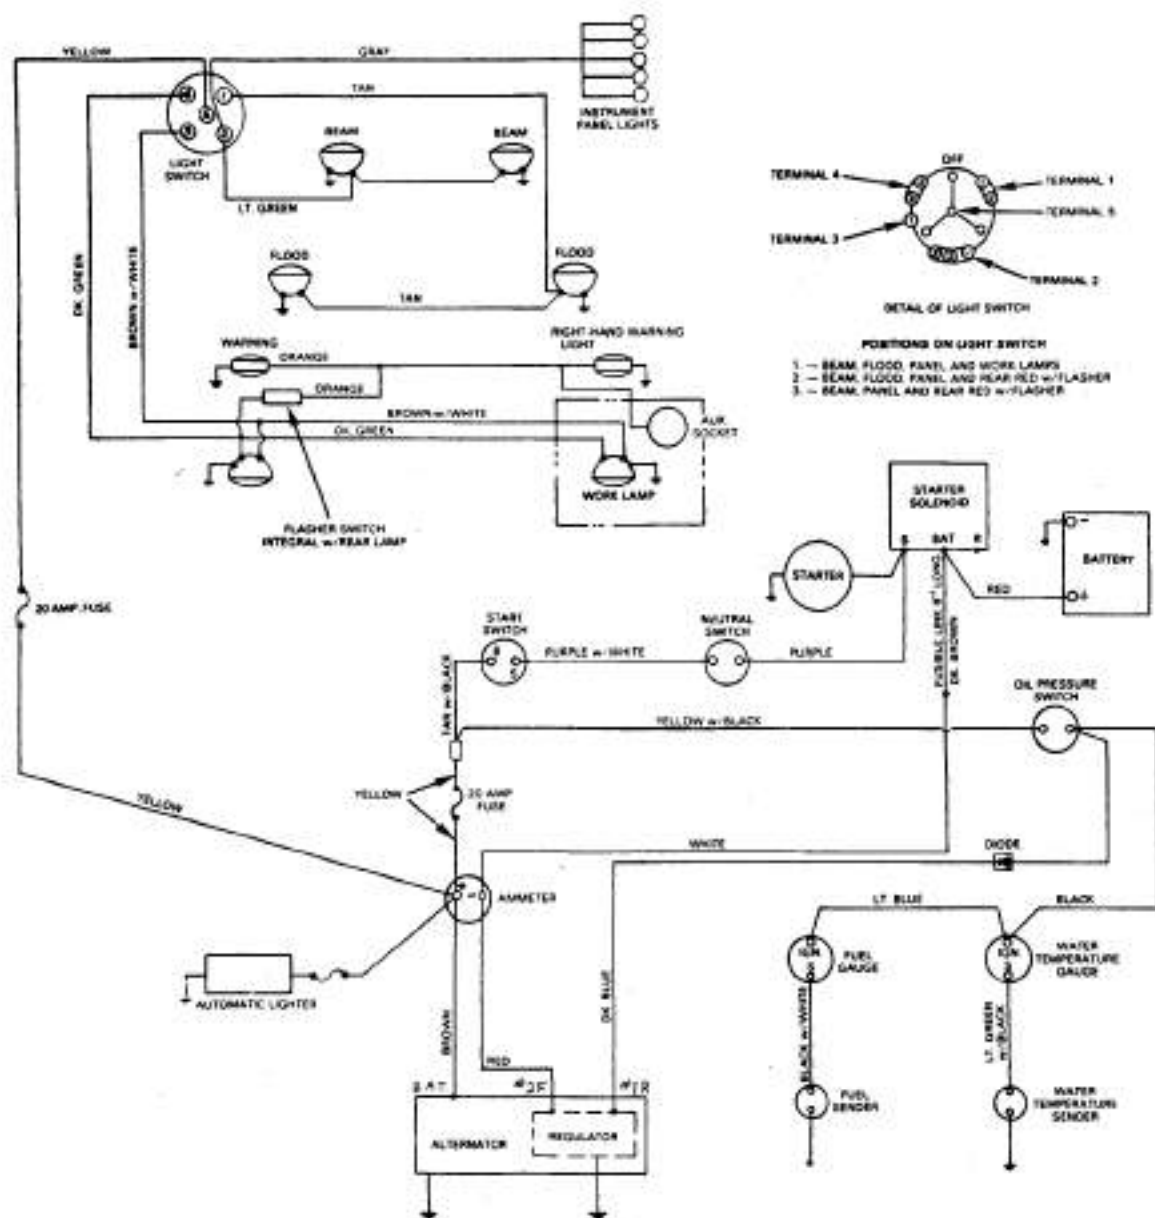 YELLOW
GRAY
TAN
INSTRUMENT
PANEL LIGHTS
LIGHT
SWITCH
BEAM
BEAM
LT. GREEN
DK. GREEN
BROWN w/WHITE
FLOOD
FLOOD
TAN
OFF
TERMINAL 4
TERMINAL 1
TERMINAL 5
TERMINAL 3
TERMINAL 2
DETAIL OF LIGHT SWITCH
POSITIONS ON LIGHT SWITCH
1. — BEAM, FLOOD, PANEL AND WORK LAMPS
2. — BEAM, FLOOD, PANEL AND REAR RED w/FLASHER
3. — BEAM, PANEL AND REAR RED w/FLASHER
WARNING
ORANGE
RIGHT-HAND WARNING
LIGHT
ORANGE
BROWN w/WHITE
DK. GREEN
AUX
SOCKET
WORK LAMP
FLASHER SWITCH
INTEGRAL w/REAR LAMP
STARTER
SOLENOID
S BAT R
BATTERY
- 
+
STARTER
RED
FUSIBLE LINK 8" LONG
DK. BROWN
20 AMP FUSE
START
SWITCH
B
S
PURPLE w/WHITE
NEUTRAL
SWITCH
PURPLE
TAN w/BLACK
YELLOW w/BLACK
OIL PRESSURE
SWITCH
YELLOW
YELLOW
20 AMP
FUSE
WHITE
DIODE
AMMETER
AUTOMATIC LIGHTER
LT BLUE
BLACK
IGN.
FUEL
GAUGE
IGN.
WATER
TEMPERATURE
GAUGE
DK BLUE
BROWN
RED
BLACK w/WHITE
LT. GREEN
w/BLACK
FUEL
SENDER
WATER
TEMPERATURE
SENDER
BAT
#2F
#1R
ALTERNATOR
REGULATOR